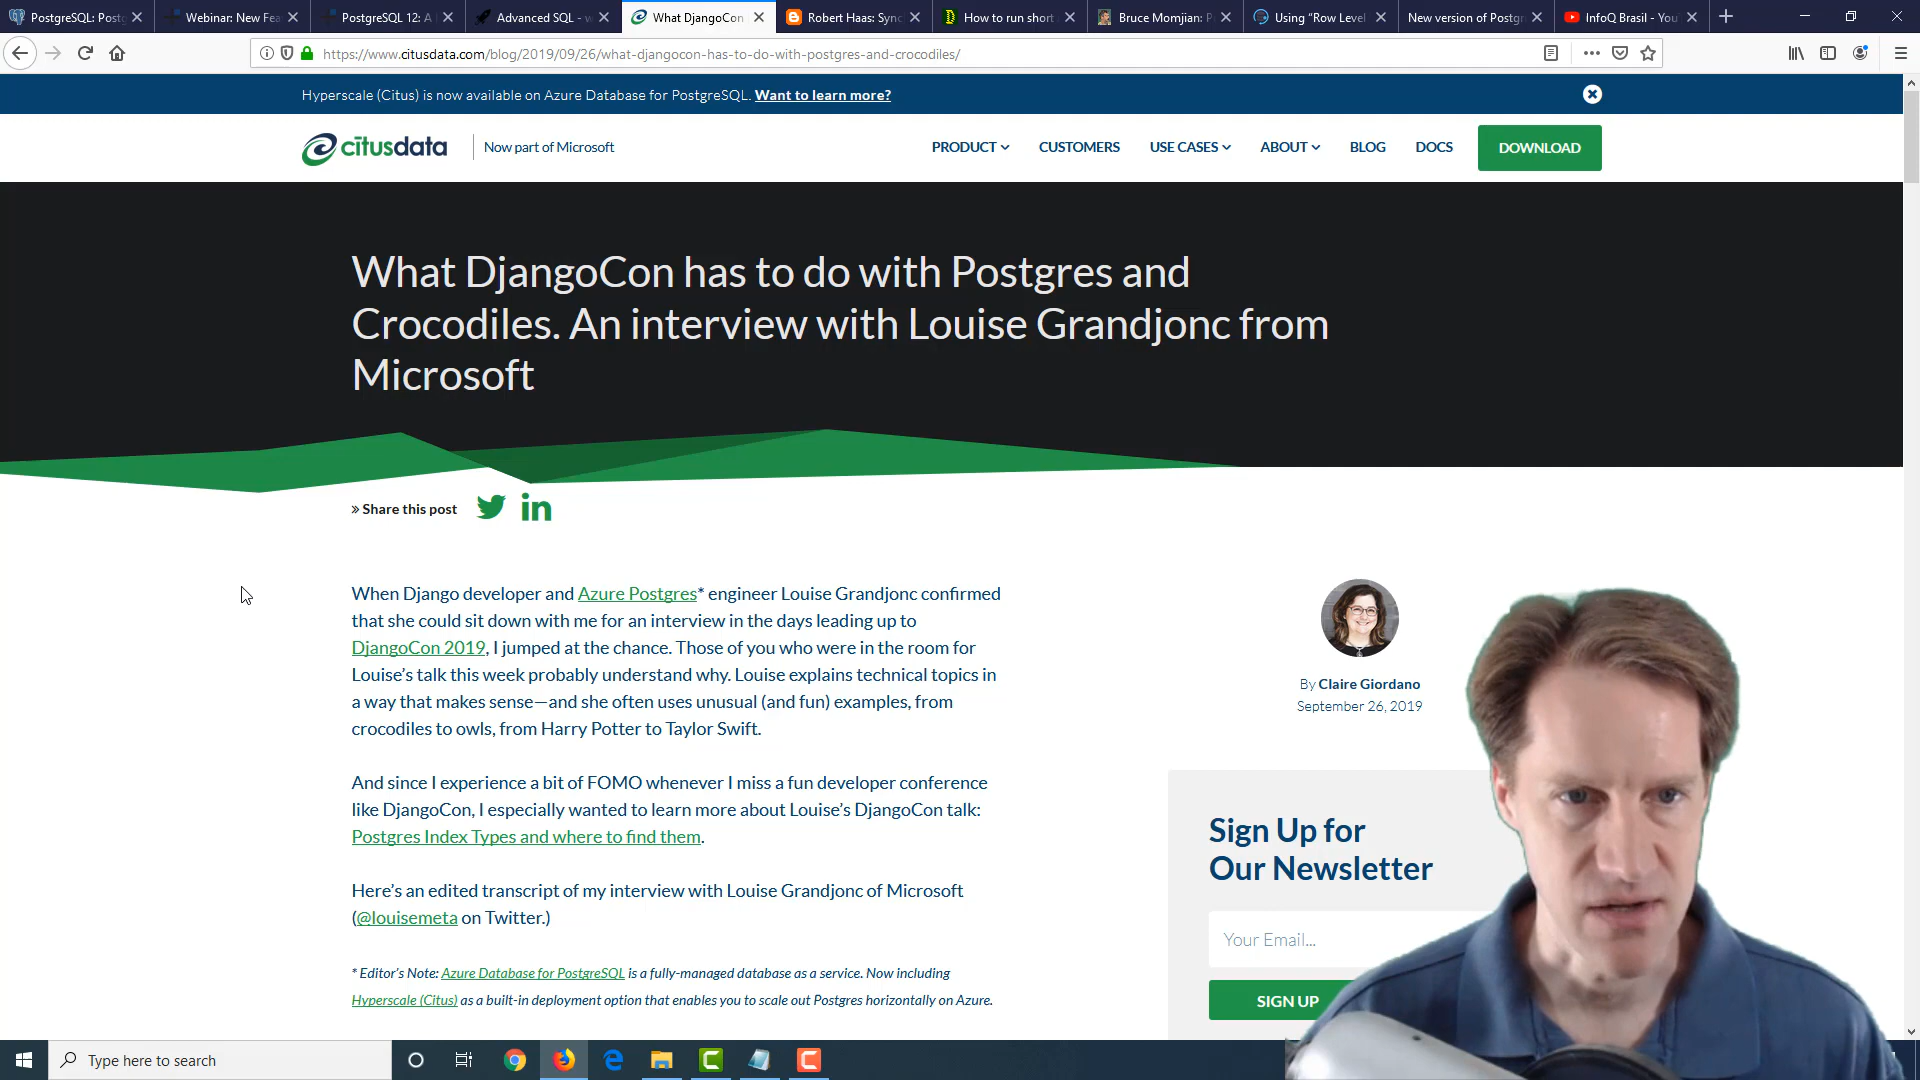 PostgreSQL: Postg
Webinar: New Fea
PostgreSQL 12: A
Advanced SQL - w
What DjangoCon
Robert Haas: Sync
How to run short
Bruce Momjian: P
Using “Row Level
New version of Postgr
InfoQ Brasil - You
https://www.citusdata.com/blog/2019/09/26/what-djangocon-has-to-do-with-postgres-and-crocodiles/
Hyperscale (Citus) is now available on Azure Database for PostgreSQL. Want to learn more?
citusdata
Now part of Microsoft
PRODUCT
CUSTOMERS
USE CASES
ABOUT
BLOG
DOCS
DOWNLOAD
What DjangoCon has to do with Postgres and
Crocodiles. An interview with Louise Grandjonc from
Microsoft
» Share this post
When Django developer and Azure Postgres* engineer Louise Grandjonc confirmed
that she could sit down with me for an interview in the days leading up to
DjangoCon 2019, I jumped at the chance. Those of you who were in the room for
Louise’s talk this week probably understand why. Louise explains technical topics in
a way that makes sense—and she often uses unusual (and fun) examples, from
crocodiles to owls, from Harry Potter to Taylor Swift.
And since I experience a bit of FOMO whenever I miss a fun developer conference
like DjangoCon, I especially wanted to learn more about Louise’s DjangoCon talk:
Postgres Index Types and where to find them.
Here’s an edited transcript of my interview with Louise Grandjonc of Microsoft
(@louisemeta on Twitter.)
* Editor’s Note: Azure Database for PostgreSQL is a fully-managed database as a service. Now including
Hyperscale (Citus) as a built-in deployment option that enables you to scale out Postgres horizontally on Azure.
By Claire Giordano
September 26, 2019
Sign Up for
Our Newsletter
Your Email...
SIGN UP
Type here to search